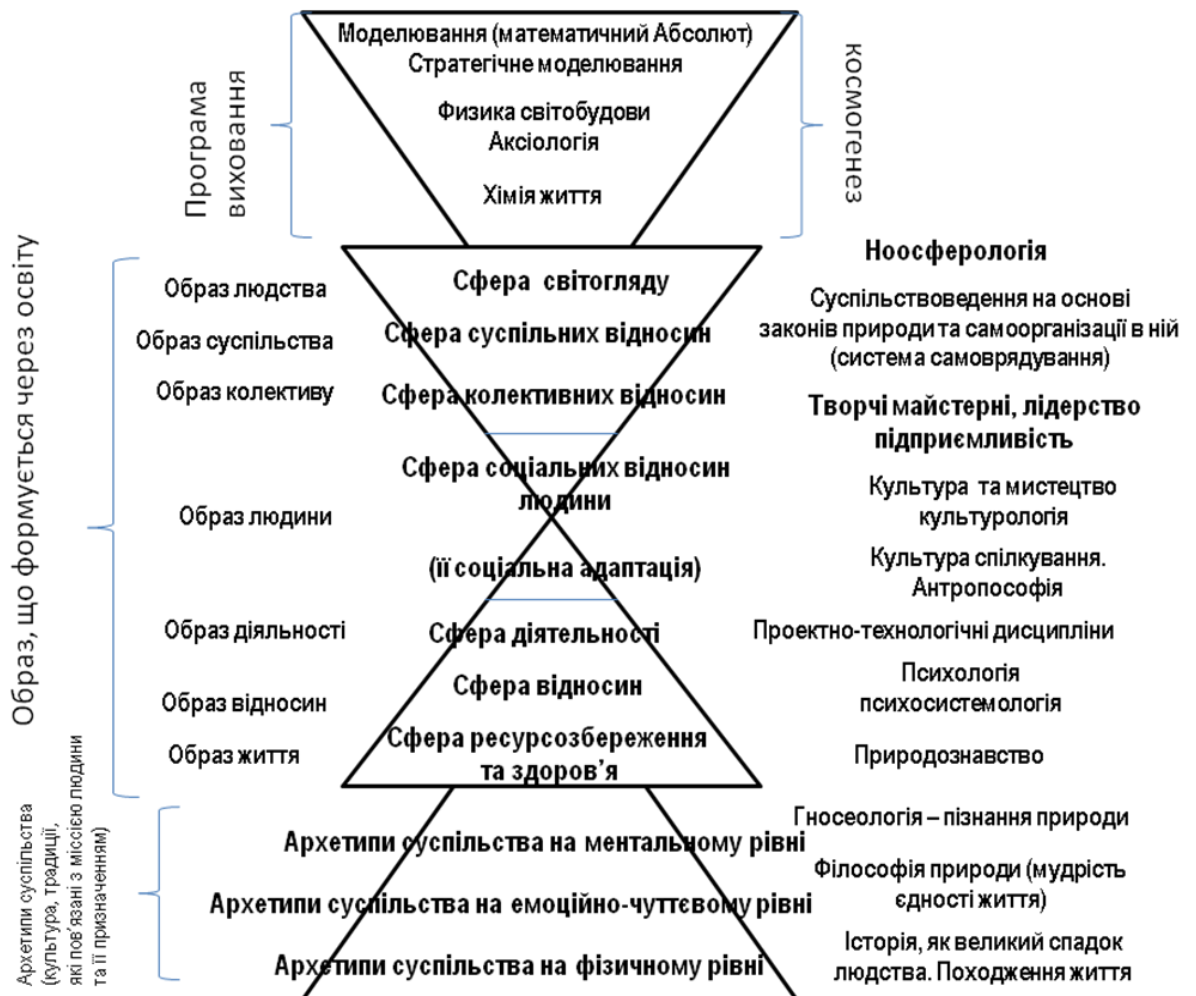 Моделювання (математичний Абсолют)
Стратегічне моделювання
Физика світобудови
Аксіологія
Хімія життя
Програма
виховання
космогенез
Образ, що формується через освіту
Образ людства
Образ суспільства
Образ колективу
Образ людини
Образ діяльності
Образ відносин
Образ життя
Сфера світогляду
Сфера суспільних відносин
Сфера колективних відносин
Сфера соціальних відносин
людини
(її соціальна адаптація)
Сфера діятельності
Сфера відносин
Сфера ресурсозбереження
та здоров’я
Ноосферологія
Суспільствоведення на основі
законів природи та самоорганізації в ній
(система самоврядування)
Творчі майстерні, лідерство
підприємливість
Культура та мистецтво
культурологія
Культура спілкування.
Антропософія
Проектно-технологічні дисципліни
Психологія
психосистемологія
Природознавство
Архетипи суспільства
(культура, традиції,
які пов’язані з міссією людини
та її призначенням)
Архетипи суспільства на ментальному рівні
Архетипи суспільства на емоційно-чуттєвому рівні
Архетипи суспільства на фізичному рівні
Гносеологія – пізнання природи
Філософія природи (мудрість
єдності життя)
Історія, як великий спадок
людства. Походження життя